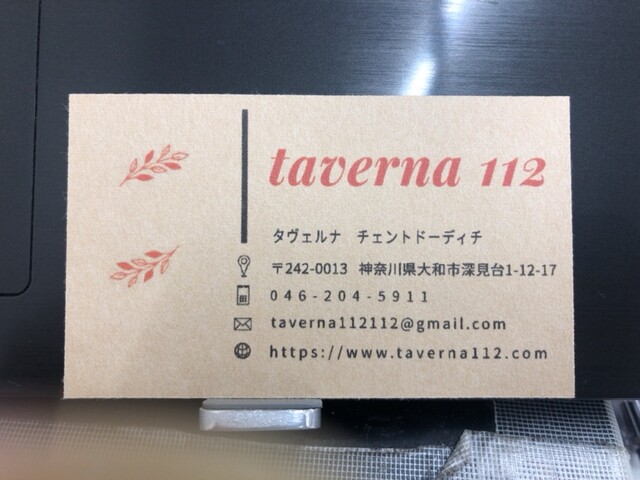 taverna 112
タヴェルナ　チェントドーディチ
〒242-0013 神奈川県大和市深見台1-12-17
046-204-5911
taverna112112@gmail.com
https://www.taverna112.com